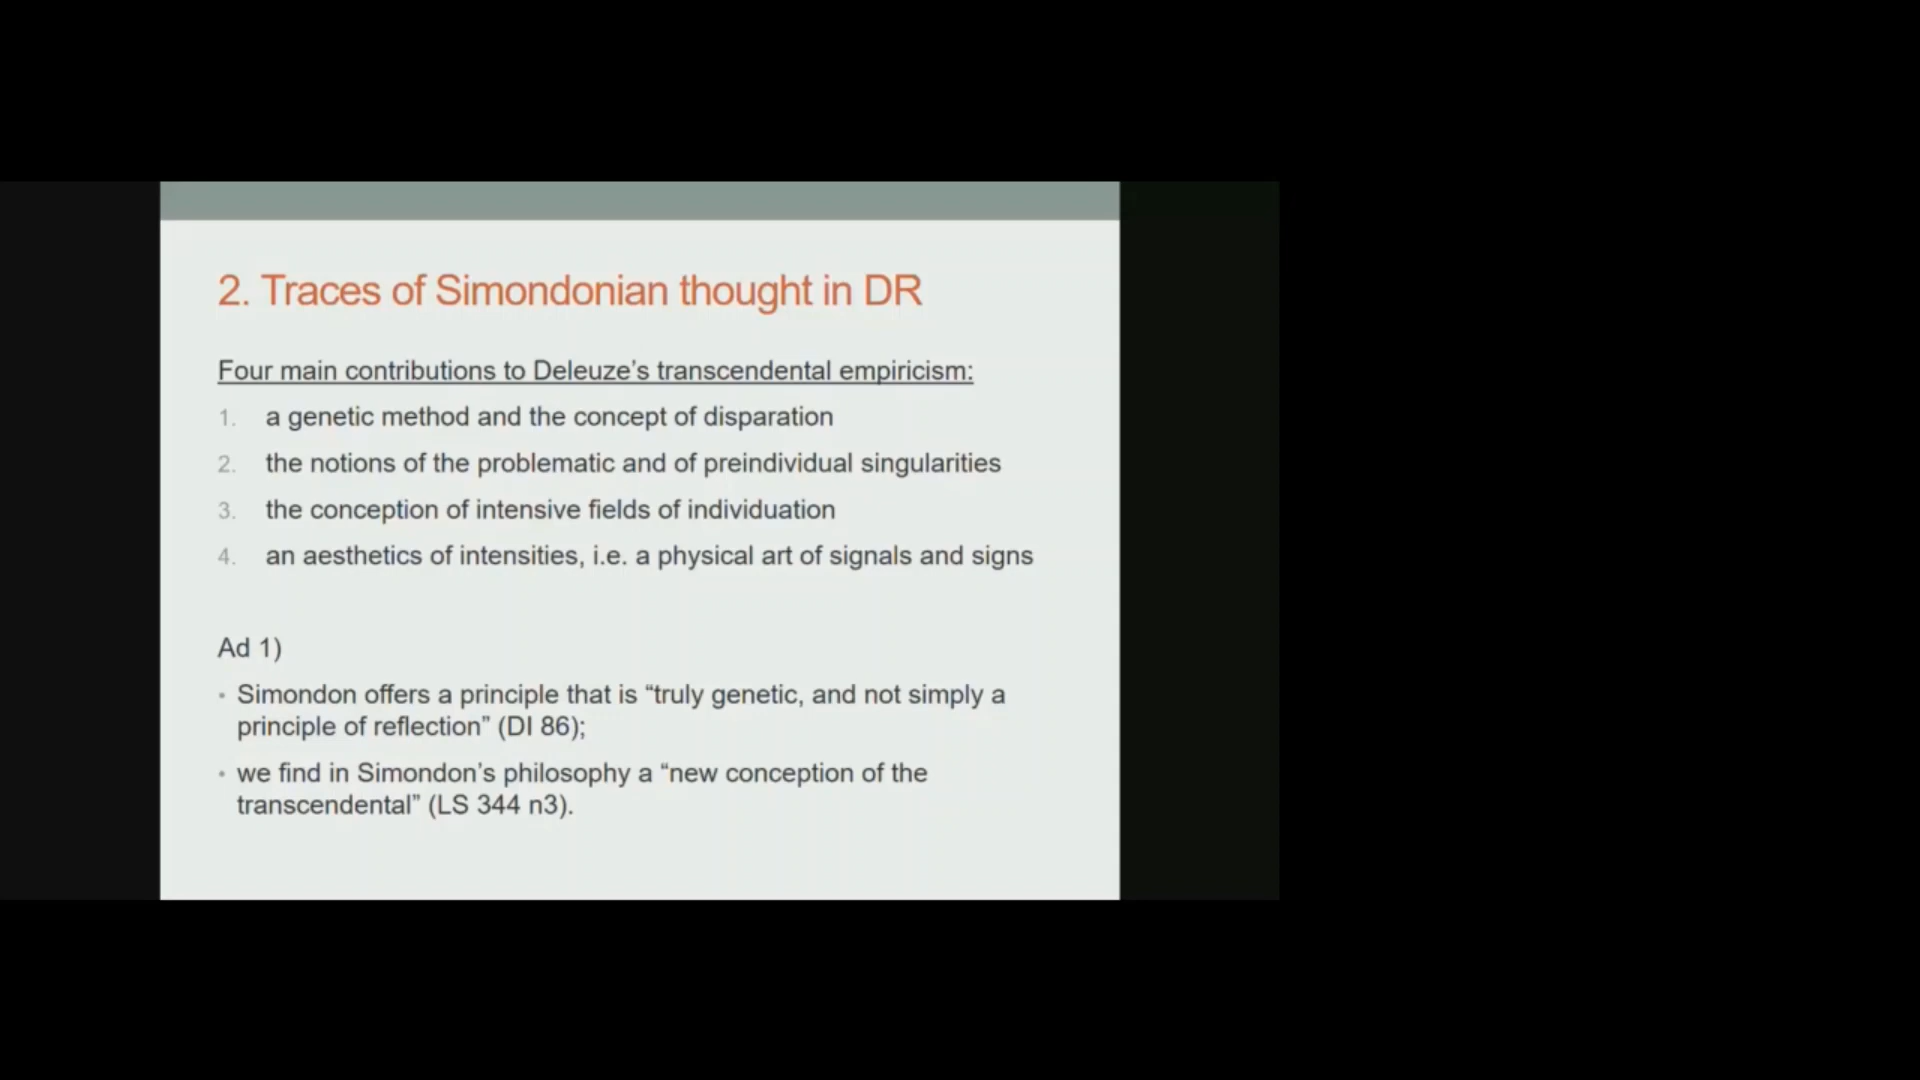 2. Traces of Simondonian thought in DR
Four main contributions to Deleuze’s transcendental empiricism:
1. a genetic method and the concept of disparation
2. the notions of the problematic and of preindividual singularities
3. the conception of intensive fields of individuation
4. an aesthetics of intensities, i.e. a physical art of signals and signs
Ad 1)
• Simondon offers a principle that is “truly genetic, and not simply a
principle of reflection” (DI 86);
• we find in Simondon’s philosophy a “new conception of the
transcendental” (LS 344 n3).